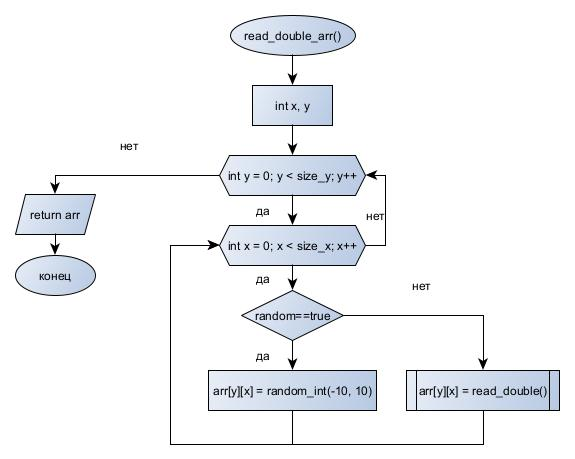 read_double_arr()
int x, y
нет
int y = 0; y < size_y; y++
return arr
да
нет
int x = 0; x < size_x; x++
конец
да
нет
random==true
да
arr[y][x] = random_int(-10, 10)
arr[y][x] = read_double()